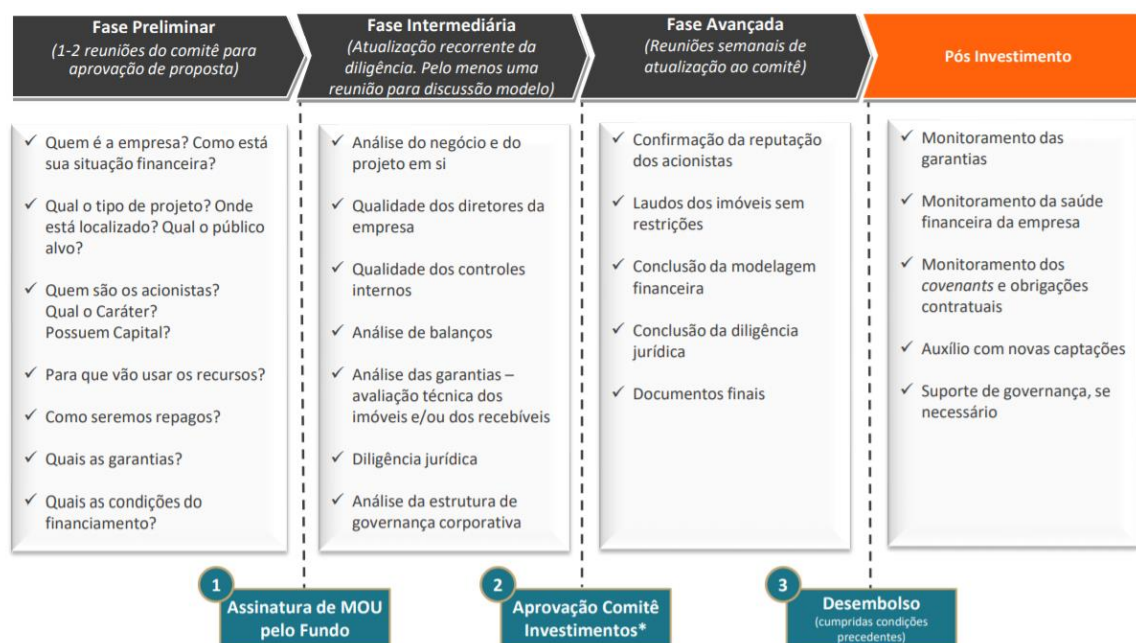 Fase Preliminar
(1-2 reuniões do comitê para
aprovação de proposta)
Fase Intermediária
(Atualização recorrente da
diligência. Pelo menos uma
reunião para discussão modelo)
Fase Avançada
(Reuniões semanais de
atualização ao comitê)
Pós Investimento
✓ Quem é a empresa? Como está
sua situação financeira?
✓ Qual o tipo de projeto? Onde
está localizado? Qual o público
alvo?
✓ Quem são os acionistas?
Qual o Caráter?
Possuem Capital?
✓ Para que vão usar os recursos?
✓ Como seremos repagos?
✓ Quais as garantias?
✓ Quais as condições do
financiamento?
✓ Análise do negócio e do
projeto em si
✓ Qualidade dos diretores da
empresa
✓ Qualidade dos controles
internos
✓ Análise de balanços
✓ Análise das garantias –
avaliação técnica dos
imóveis e/ou dos recebíveis
✓ Diligência jurídica
✓ Análise da estrutura de
governança corporativa
✓ Confirmação da reputação
dos acionistas
✓ Laudos dos imóveis sem
restrições
✓ Conclusão da modelagem
financeira
✓ Conclusão da diligência
jurídica
✓ Documentos finais
✓ Monitoramento das
garantias
✓ Monitoramento da saúde
financeira da empresa
✓ Monitoramento dos
covenants e obrigações
contratuais
✓ Auxílio com novas captações
✓ Suporte de governança, se
necessário
1
Assinatura de MOU
pelo Fundo
2
Aprovação Comitê
Investimentos*
3
Desembolso
(cumpridas condições
precedentes)